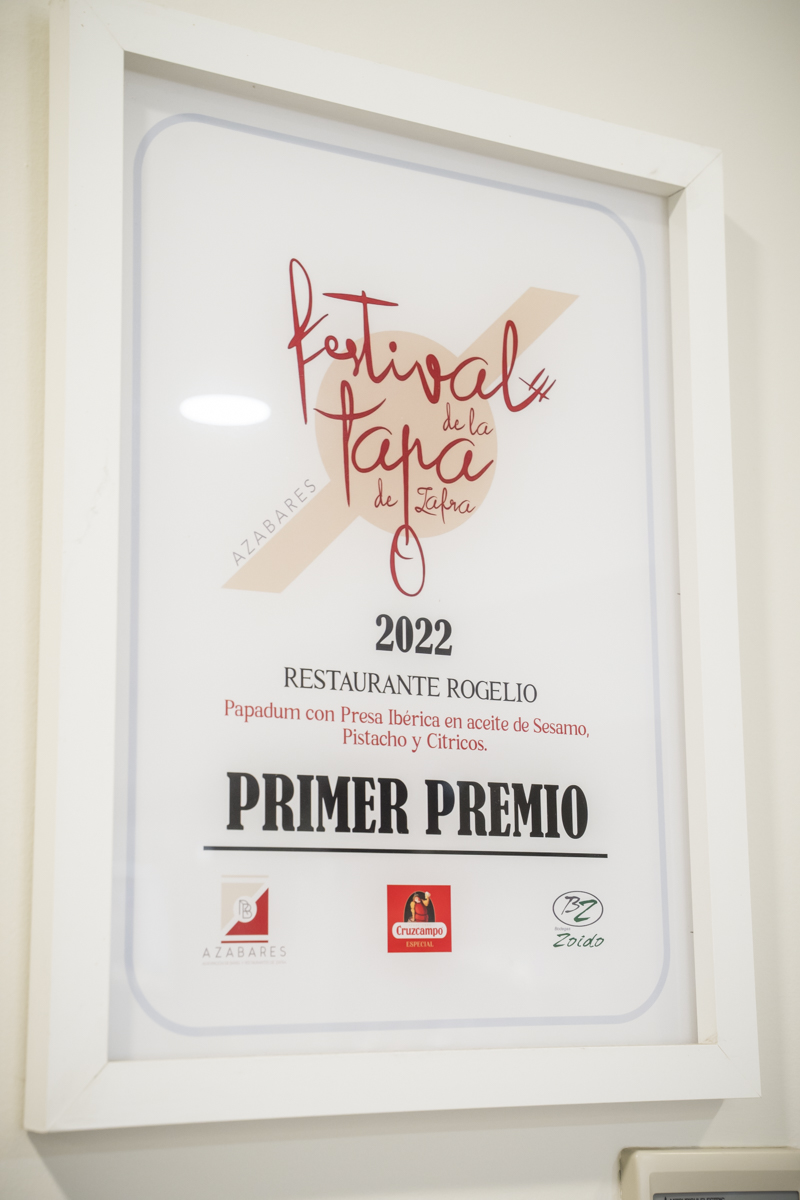 festival
de la
tapa
de Zafra
AZABARES
2022
RESTAURANTE ROGELIO
Papadum con Presa Ibérica en aceite de Sesamo,
Pistacho y Citricos.
PRIMER PREMIO
AZABARES
Cruzcampo
ESPECIAL
BZ
Zoido